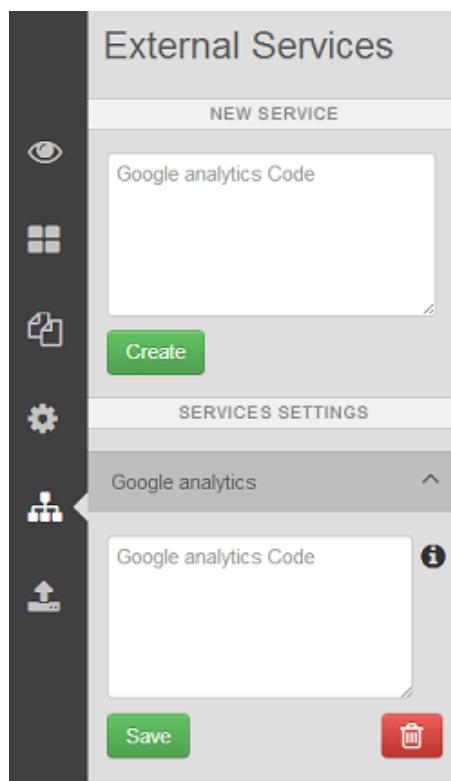 External Services
NEW SERVICE
Google analytics Code
Create
SERVICES SETTINGS
Google analytics
Google analytics Code
Save